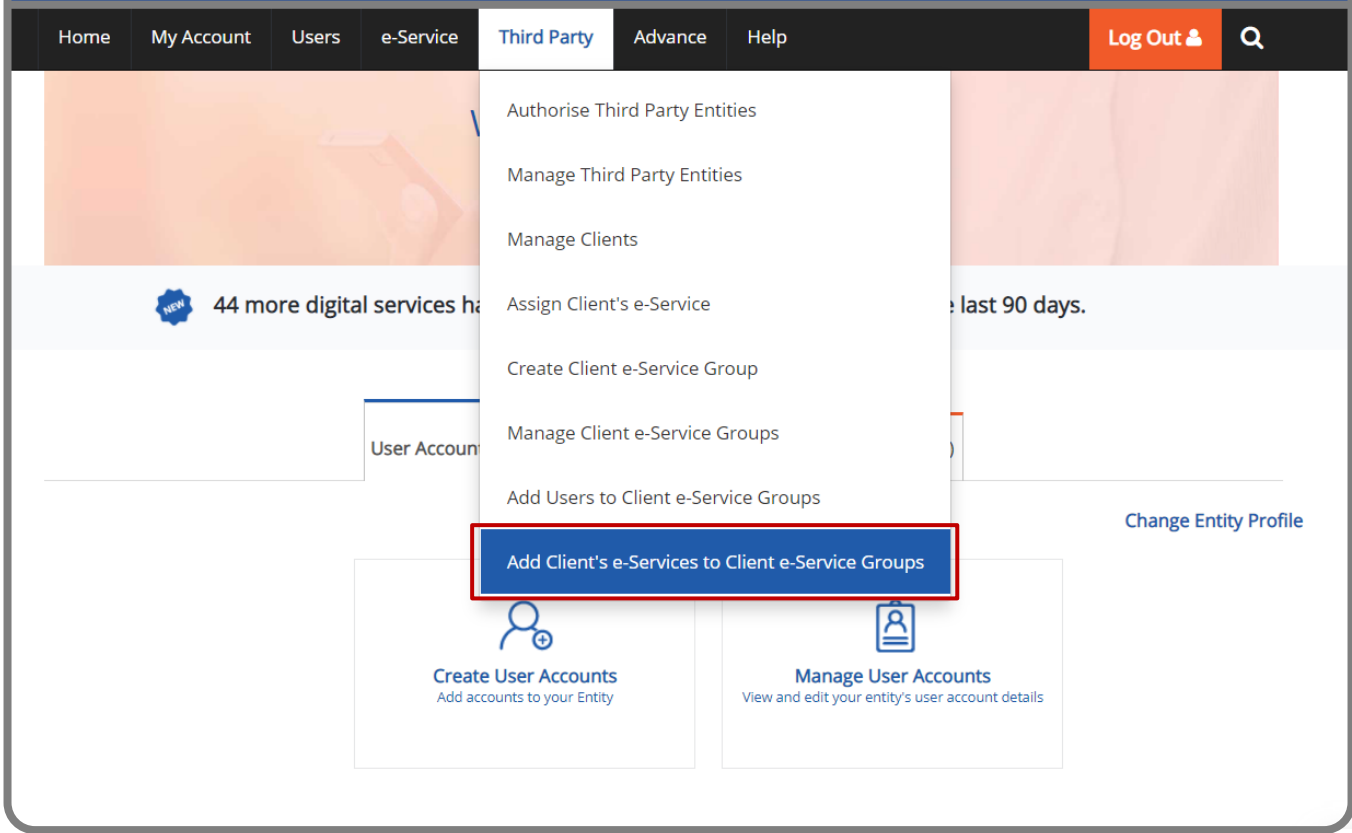 Home My Account Users e-Service Third Party Advance Help Log Out
Authorise Third Party Entities
Manage Third Party Entities
Manage Clients
NEW 44 more digital services Assign Client's e-Service last 90 days.
Create Client e-Service Group
Manage Client e-Service Groups
User )
Add Users to Client e-Service Groups
Change Entity Profile
Add Client's e-Services to Client e-Service Groups
Create User Accounts Manage User Accounts
Add accounts to your Entity View and edit your entity's user account details